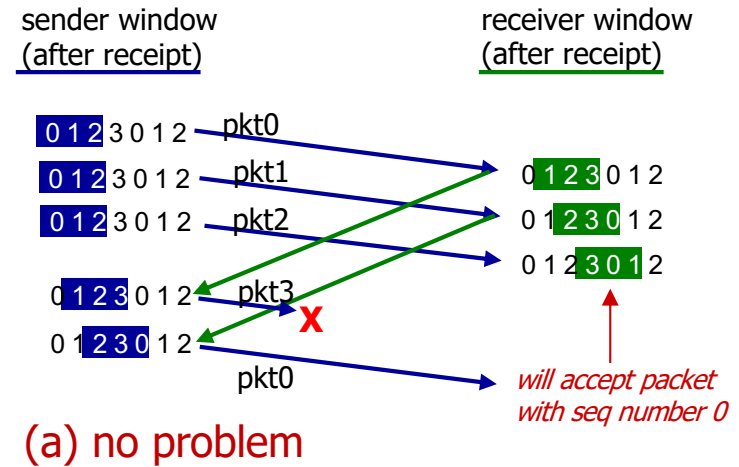 sender window
(after receipt)
receiver window
(after receipt)
0 1 2 3 0 1 2
pkt0
0 1 2 3 0 1 2
pkt1
0 1 2 3 0 1 2
0 1 2 3 0 1 2
pkt2
0 1 2 3 0 1 2
0 1 2 3 0 1 2
0 1 2 3 0 1 2
pkt3
X
0 1 2 3 0 1 2
pkt0
will accept packet
with seq number 0
(a) no problem